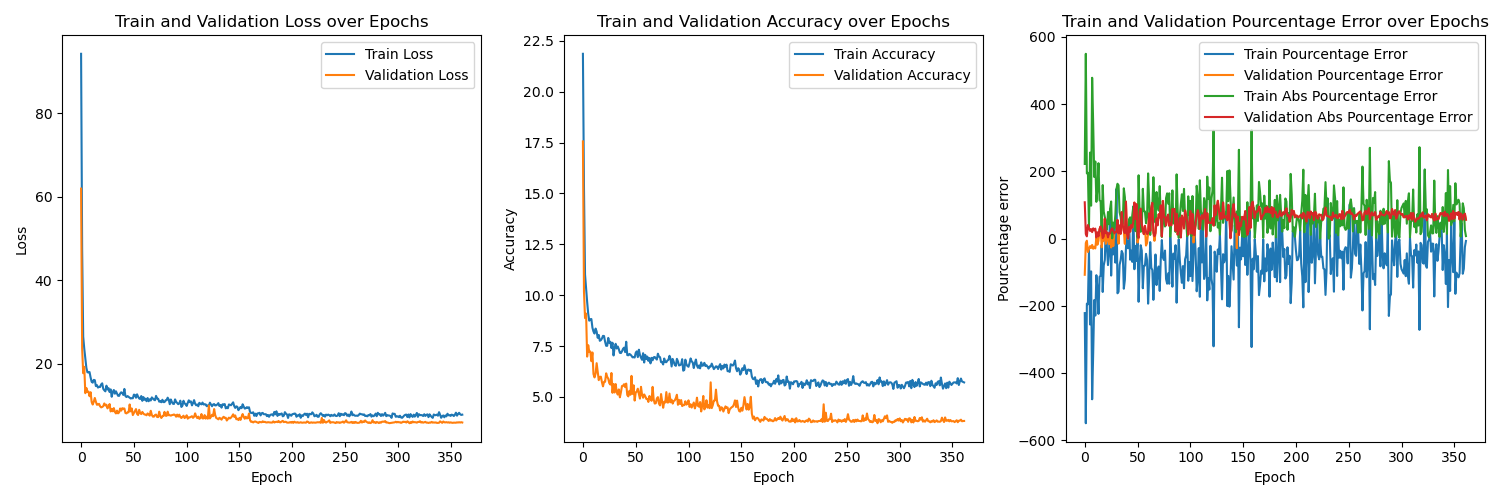 Train and Validation Loss over Epochs
Train Loss
Validation Loss
80
60
40
20
Loss
0 50 100 150 200 250 300 350
Epoch
Train and Validation Accuracy over Epochs
Train Accuracy
Validation Accuracy
22.5
20.0
17.5
15.0
12.5
10.0
7.5
5.0
Accuracy
0 50 100 150 200 250 300 350
Epoch
Train and Validation Pourcentage Error over Epochs
Train Pourcentage Error
Validation Pourcentage Error
Train Abs Pourcentage Error
Validation Abs Pourcentage Error
600
400
200
0
−200
−400
−600
Pourcentage error
0 50 100 150 200 250 300 350
Epoch